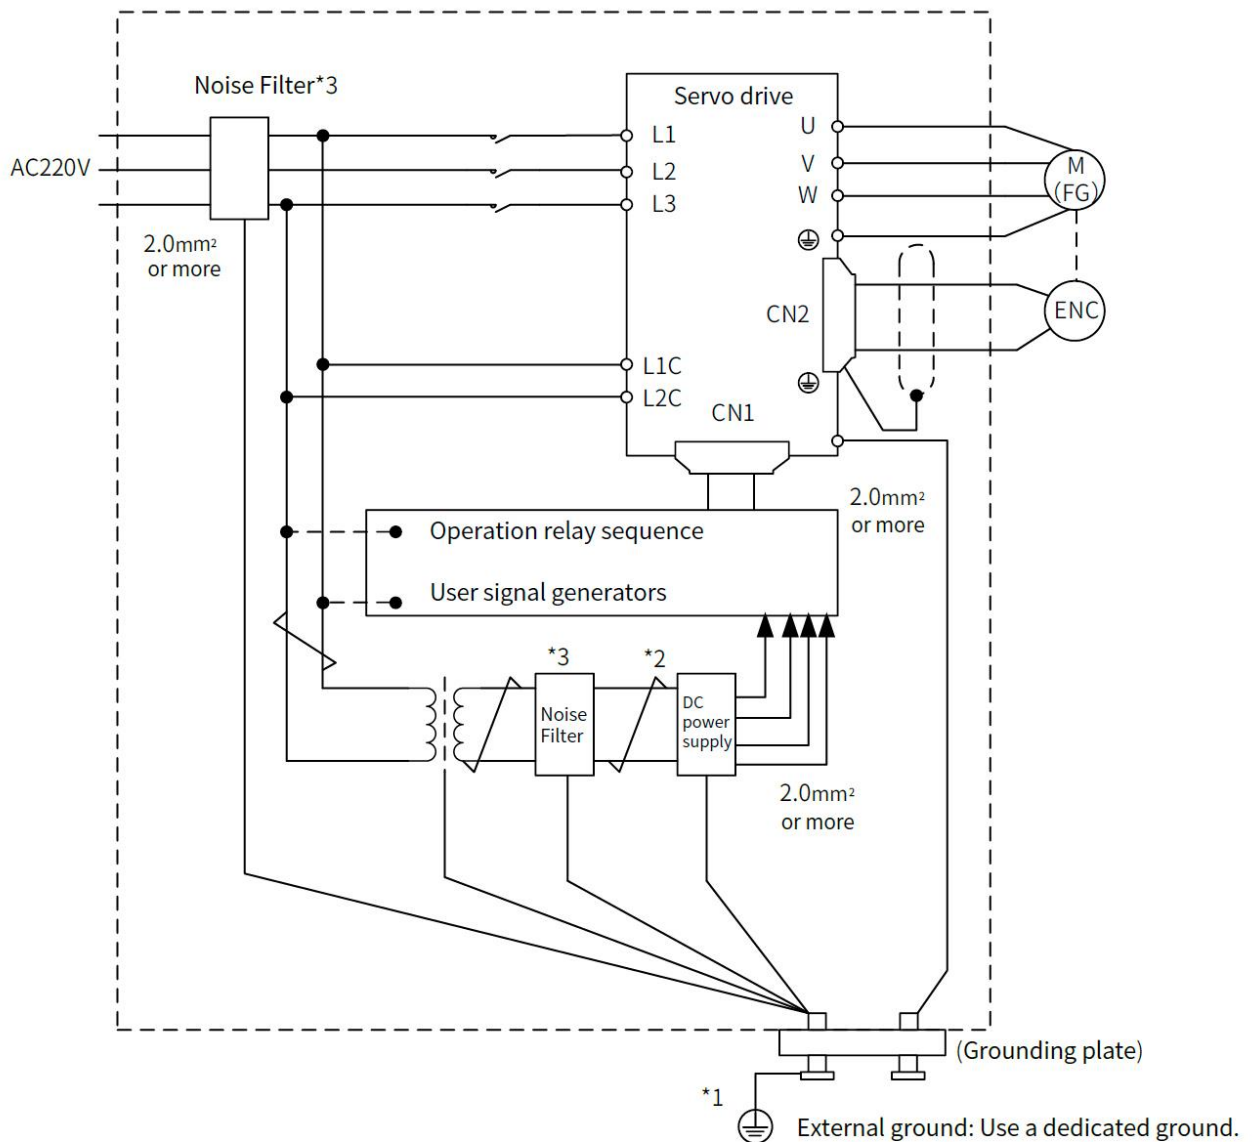 Noise Filter*3
Servo drive
L1
U
AC220V
L2
V
M
(FG)
L3
W
2.0mm²
or more
CN2
ENC
L1C
L2C
CN1
2.0mm²
or more
Operation relay sequence
User signal generators
*3
*2
Noise
Filter
DC
power
supply
2.0mm²
or more
(Grounding plate)
*1
External ground: Use a dedicated ground.